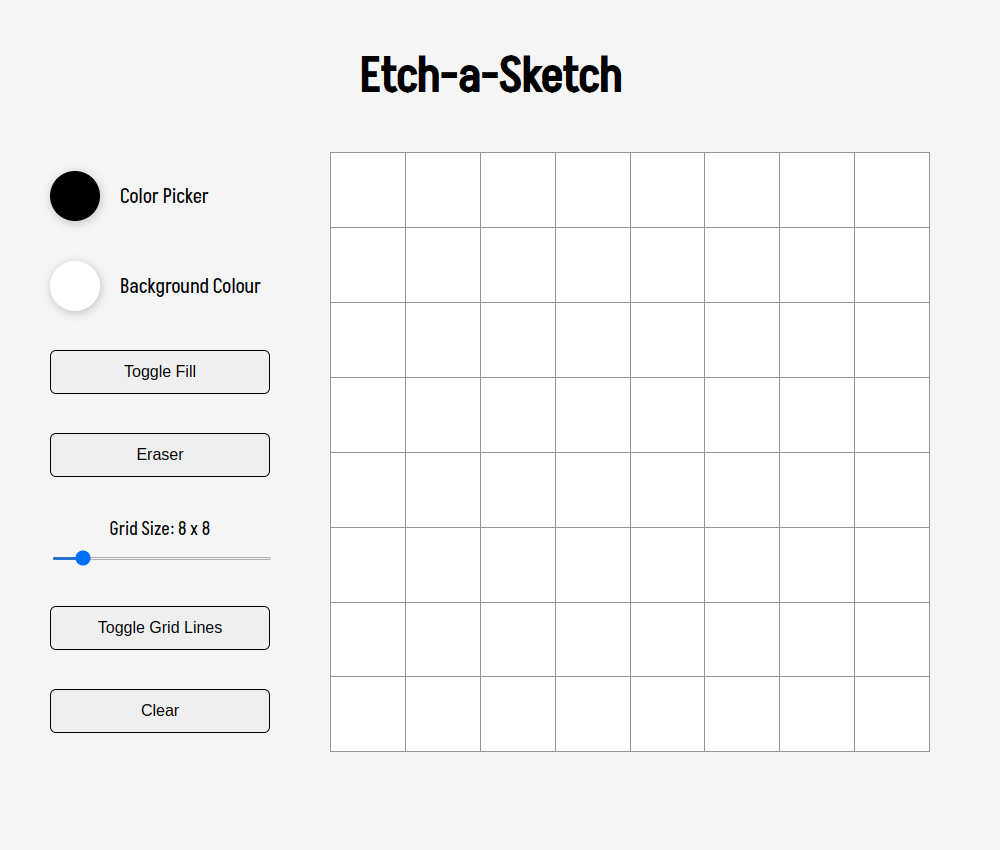 Etch-a-Sketch
Color Picker
Background Colour
Toggle Fill
Eraser
Grid Size: 8 x 8
Toggle Grid Lines
Clear